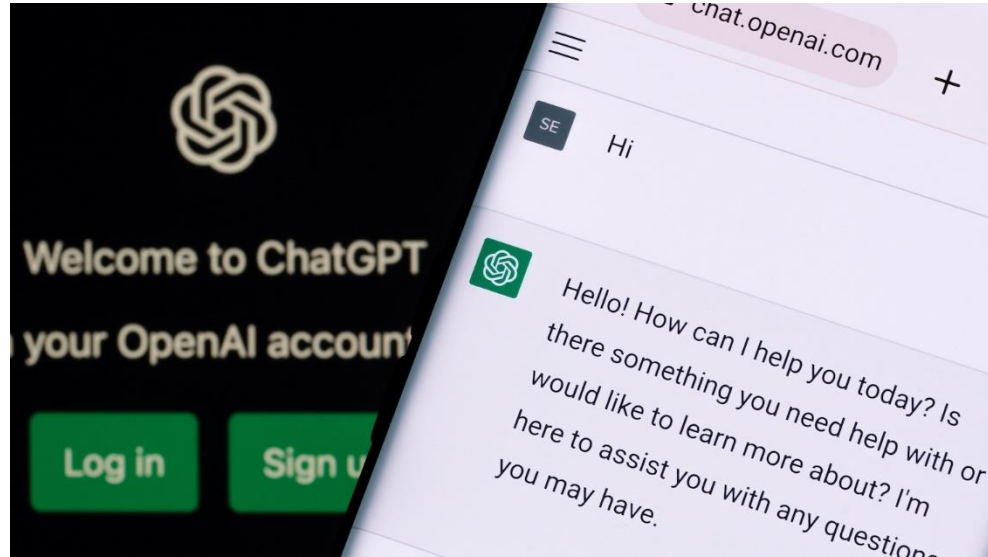 Welcome to ChatGPT
your OpenAI account
Log in
Sign u
chat.openai.com
SE
Hi
Hello! How can I help you today? Is
there something you need help with or
would like to learn more about? I'm
here to assist you with any questions
you may have.